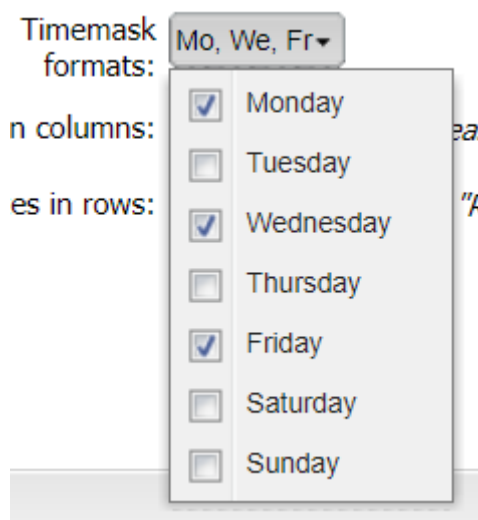 Timemask
formats:
Mo, We, Fr
Monday
n columns:
Tuesday
es in rows:
Wednesday
Thursday
Friday
Saturday
Sunday